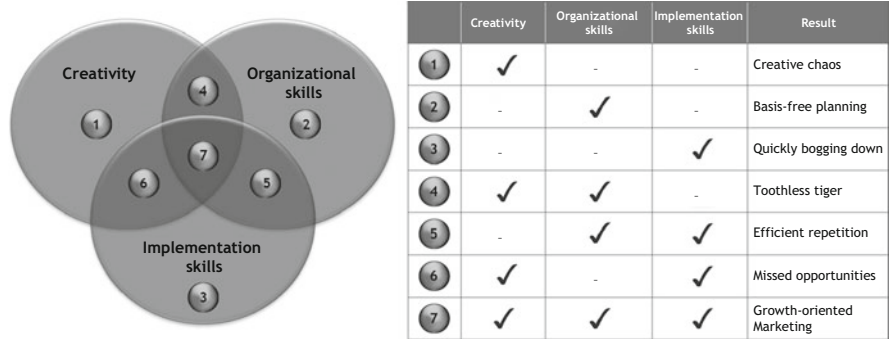 Creativity
Organizational
skills
4
1
2
7
6
5
Implementation
skills
3
Creativity
Organizational
skills
Implementation
skills
Result
1 ✓ - - Creative chaos
2 - ✓ - Basis-free planning
3 - - ✓ Quickly bogging down
4 ✓ ✓ - Toothless tiger
5 - ✓ ✓ Efficient repetition
6 ✓ - ✓ Missed opportunities
7 ✓ ✓ ✓ Growth-oriented
Marketing